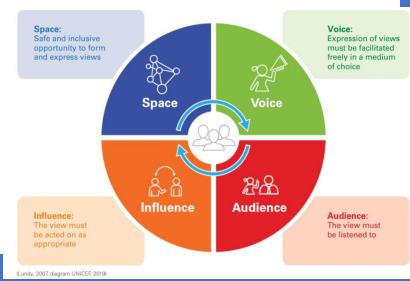 Space:
Safe and inclusive
opportunity to form
and express views
Voice:
Expression of views
must be facilitated
freely in a medium
of choice
Space
Voice
Influence
Audience
Influence:
The view must
be acted on as
appropriate
Audience:
The view must
be listened to
(Lundy, 2007, diagram UNICEF, 2019)